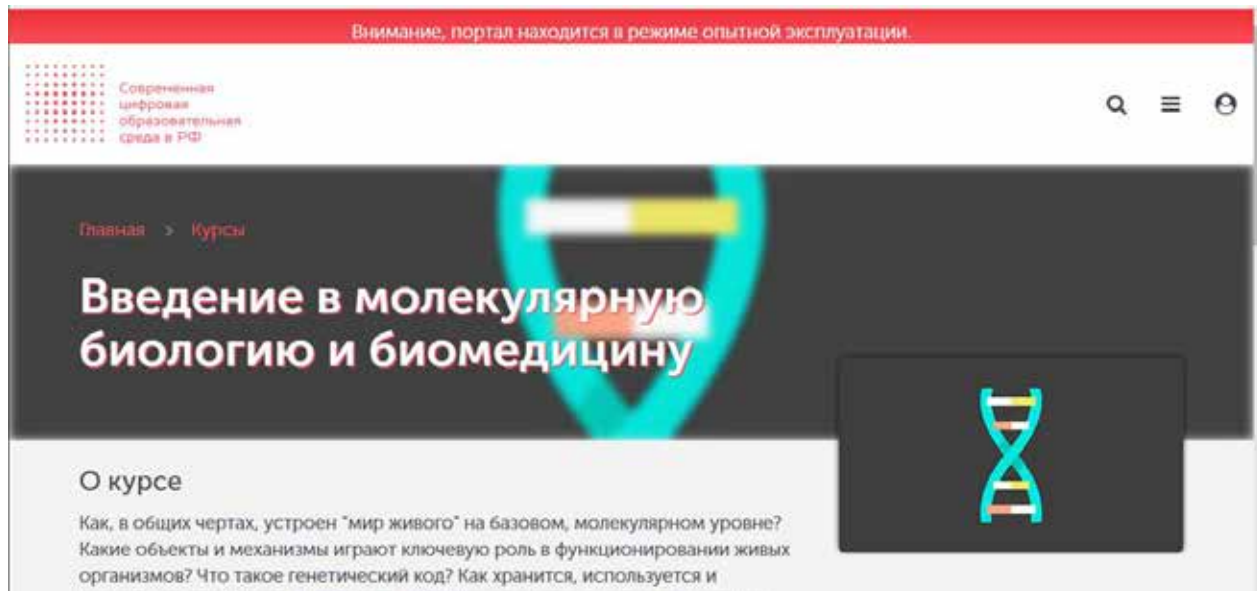 Внимание, портал находится в режиме опытной эксплуатации.
Современная
цифровая
образовательная
среда в РФ
Главная > Курсы
Введение в молекулярную
биологию и биомедицину
О курсе
Как, в общих чертах, устроен "мир живого" на базовом, молекулярном уровне?
Какие объекты и механизмы играют ключевую роль в функционировании живых
организмов? Что такое генетический код? Как хранится, используется и